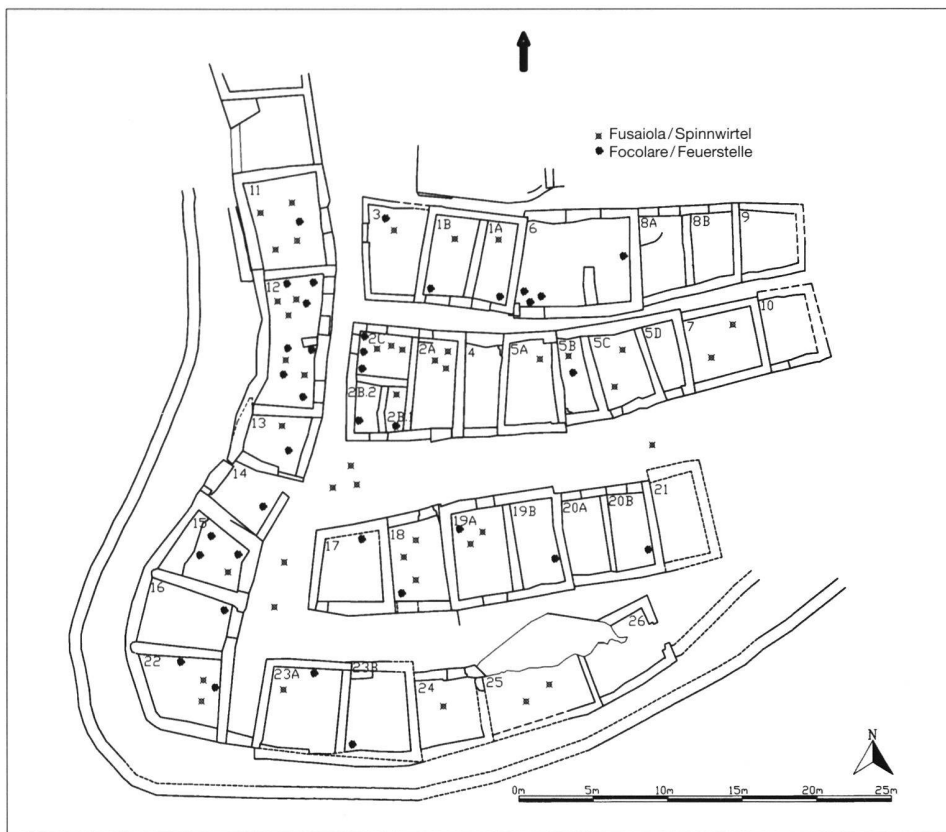 Fusaiola / Spinnwirtel
Focolare / Feuerstelle
11
3
1B
1A
6
8A
8B
9
12
2C
2A
4
5A
5B
5C
5D
7
10
2B.2
2B.1
13
14
15
17
18
19A
19B
20A
20B
21
16
22
23A
23B
24
25
26
N
0m 5m 10m 15m 20m 25m